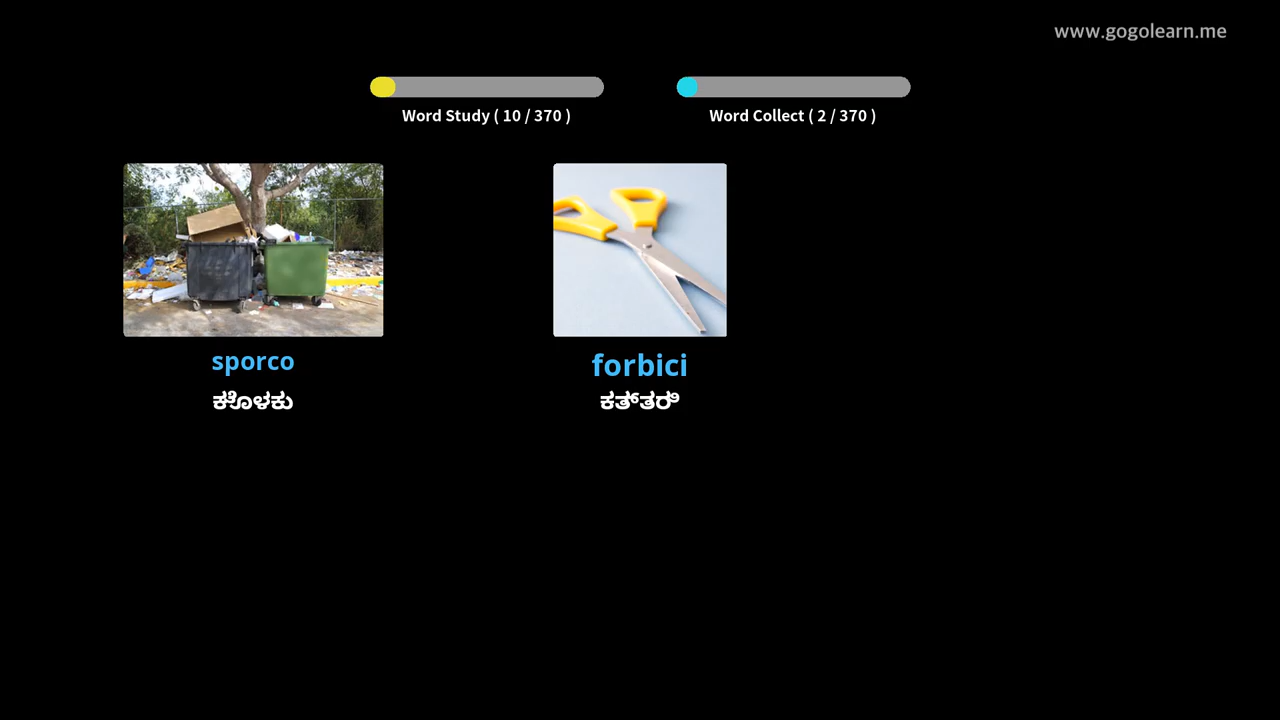 www.gogolearn.me
Word Study ( 10 / 370 )
Word Collect ( 2 / 370 )
sporco
forbici
ಕೊಳಕು
ಕತ್ತರಿ